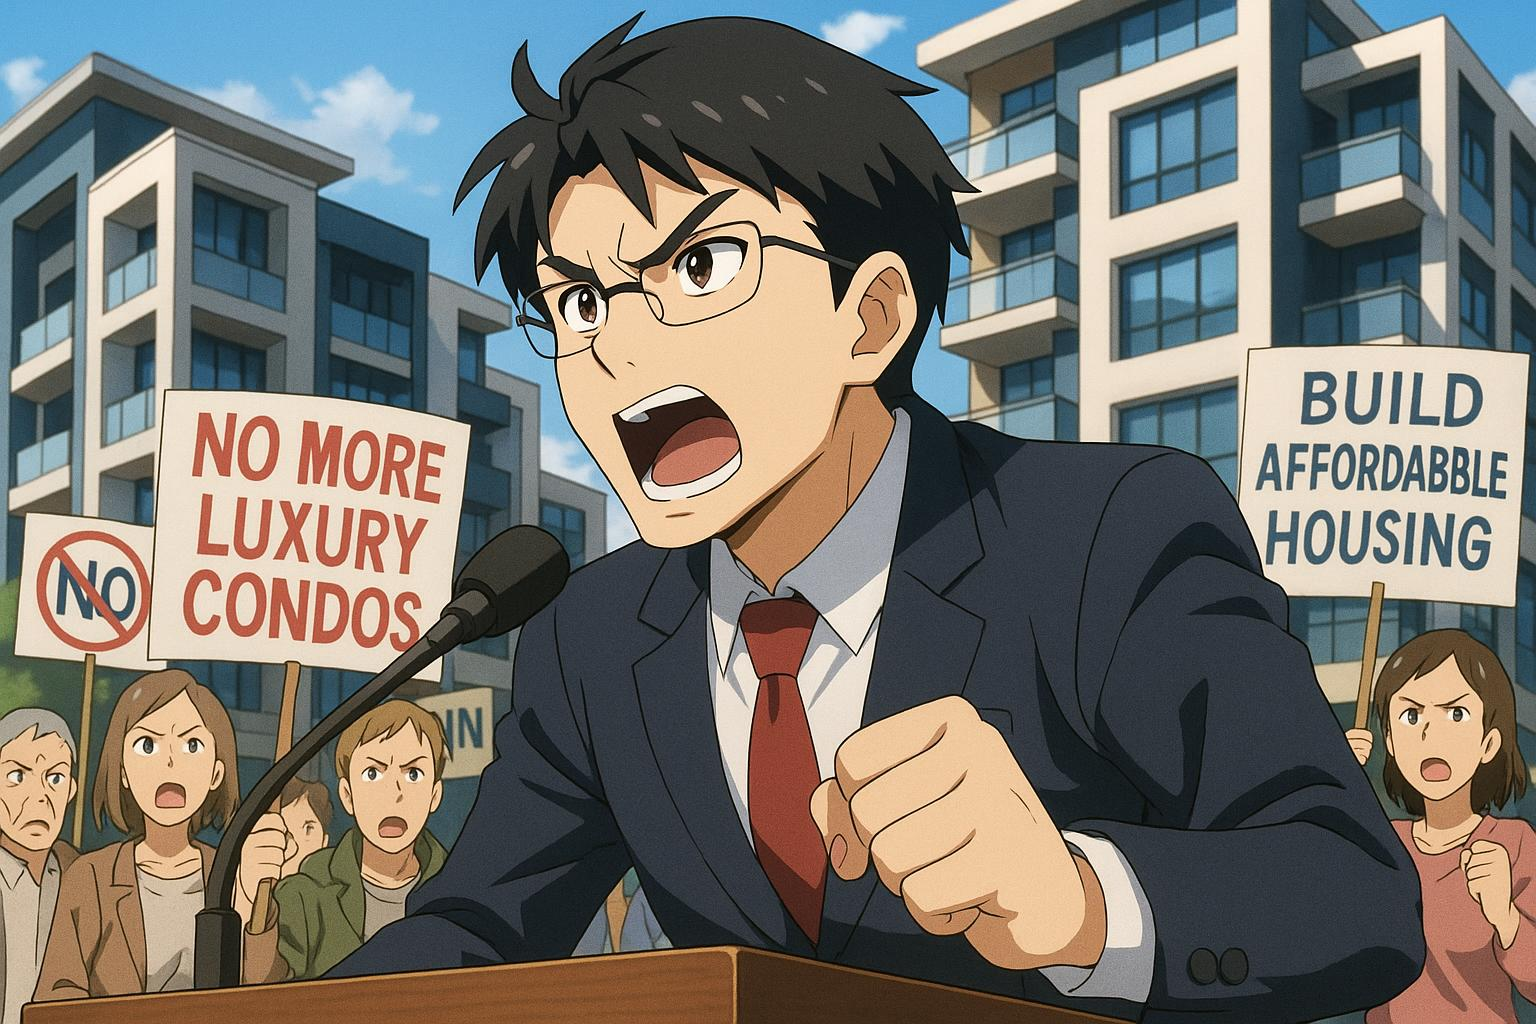 NO
NO MORE
LUXURY
CONDOS
BUILD
AFFORDABBLE
HOUSING